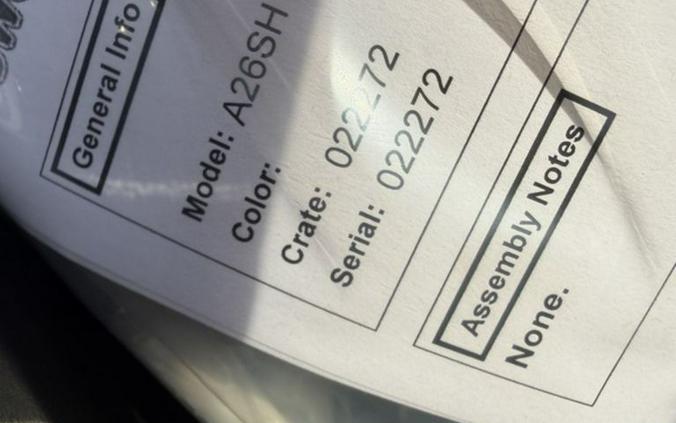 General Info
Model: A26SH
Color:
Crate: 022272
Serial: 022272
Assembly Notes
None.